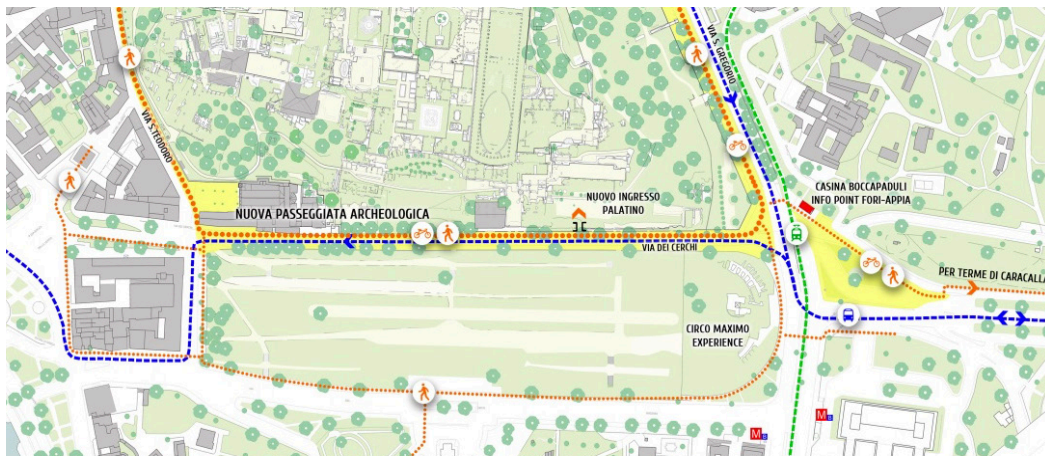 VIA S. GREGORIO
VIA S. TEODORO
CASINA BOCCAPADULI
INFO POINT FORI-APPIA
NUOVO INGRESSO
PALATINO
NUOVA PASSEGGIATA ARCHEOLOGICA
VIA DEI CERCHI
PER TERME DI CARACALLA
CIRCO MAXIMO
EXPERIENCE
M B
M B